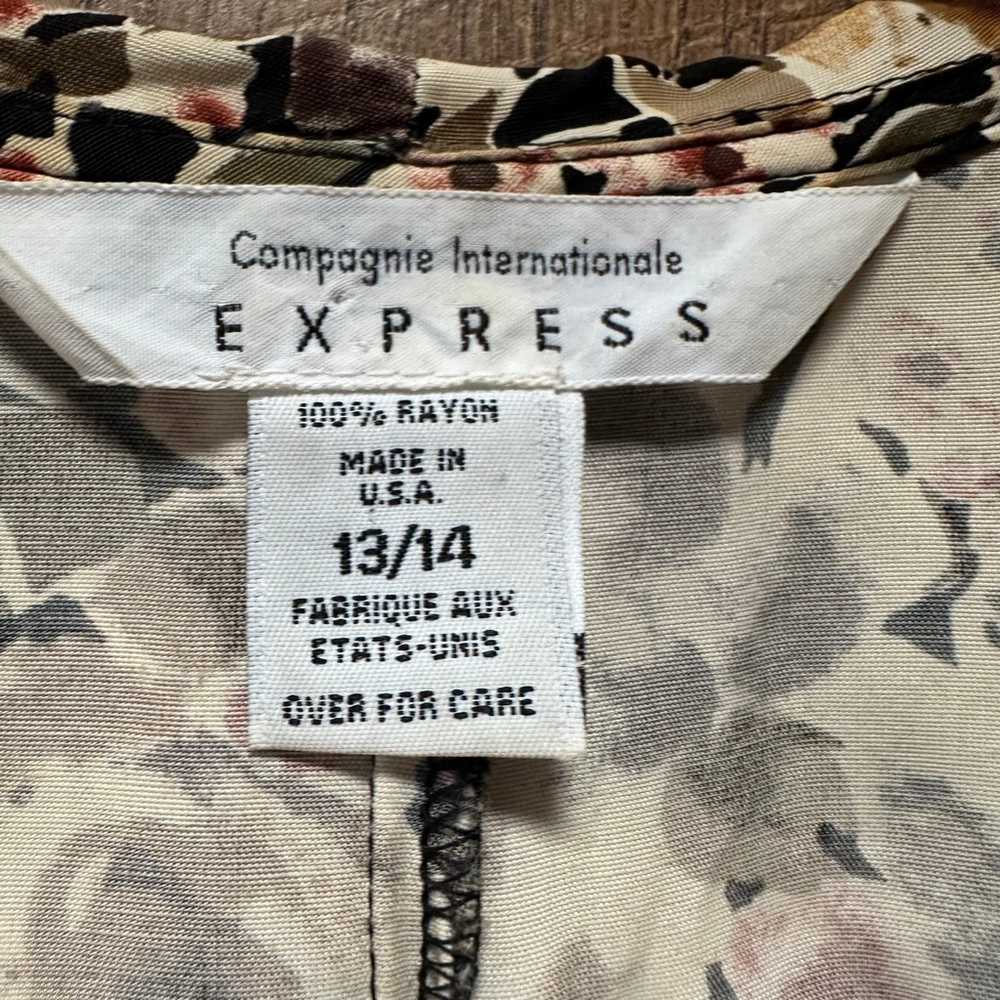 Compagnie Internationale
EXPRESS
100% RAYON
MADE IN
U.S.A.
13/14
FABRIQUE AUX
ETATS-UNIS
OVER FOR CARE